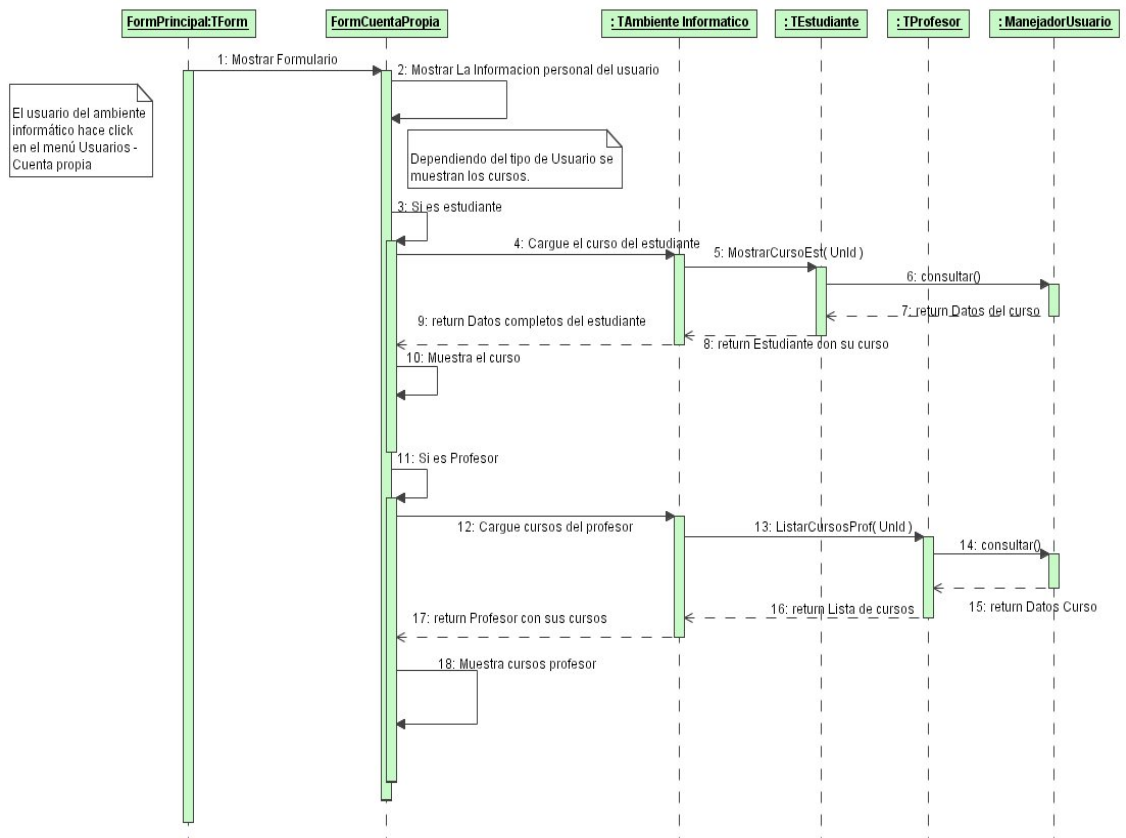 FormPrincipal:TForm
FormCuentaPropia
: TAmbiente Informatico
: TEstudiante
: TProfesor
: ManejadorUsuario
1: Mostrar Formulario
2: Mostrar La Informacion personal del usuario
El usuario del ambiente
informático hace click
en el menú Usuarios -
Cuenta propia
Dependiendo del tipo de Usuario se
muestran los cursos.
3: Si es estudiante
4: Cargue el curso del estudiante
5: MostrarCursoEst( UnId )
6: consultar()
7: return Datos del curso
8: return Estudiante con su curso
9: return Datos completos del estudiante
10: Muestra el curso
11: Si es Profesor
12: Cargue cursos del profesor
13: ListarCursosProf( UnId )
14: consultar()
15: return Datos Curso
16: return Lista de cursos
17: return Profesor con sus cursos
18: Muestra cursos profesor